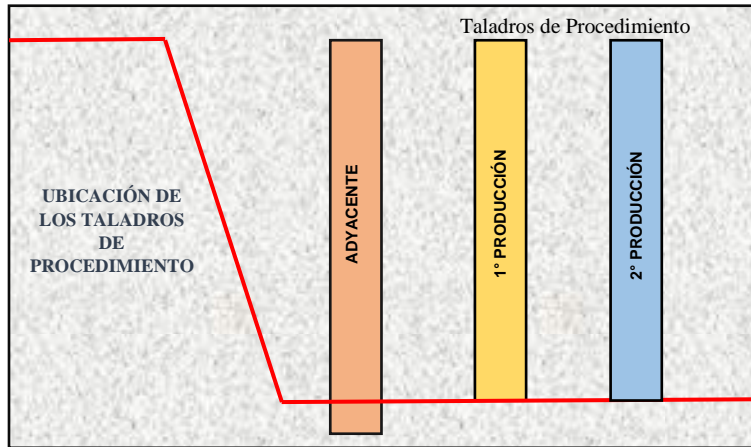 Taladros de Procedimiento
UBICACIÓN DE
LOS TALADROS
DE
PROCEDIMIENTO
ADYACENTE
1° PRODUCCIÓN
2° PRODUCCIÓN